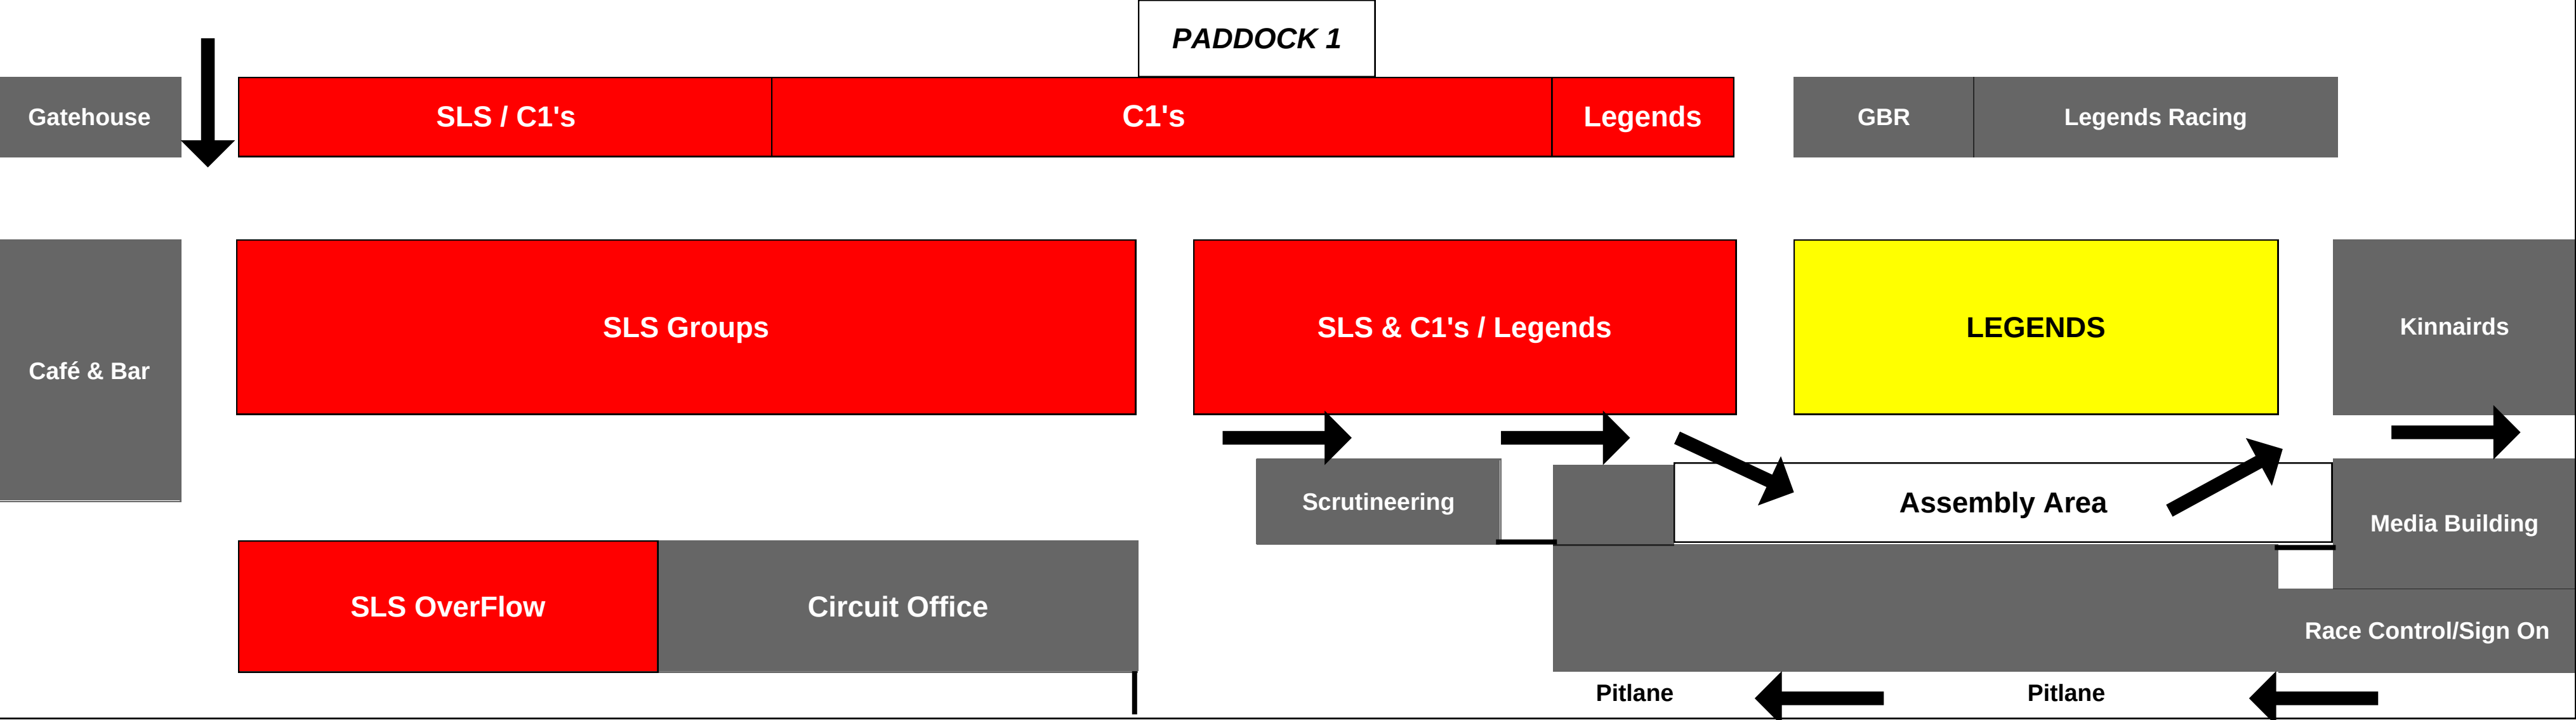 PADDOCK 1
Gatehouse
SLS / C1's
C1's
Legends
GBR
Legends Racing
Café & Bar
SLS Groups
SLS & C1's / Legends
LEGENDS
Kinnairds
Scrutineering
Assembly Area
Media Building
SLS OverFlow
Circuit Office
Race Control/Sign On
Pitlane
Pitlane